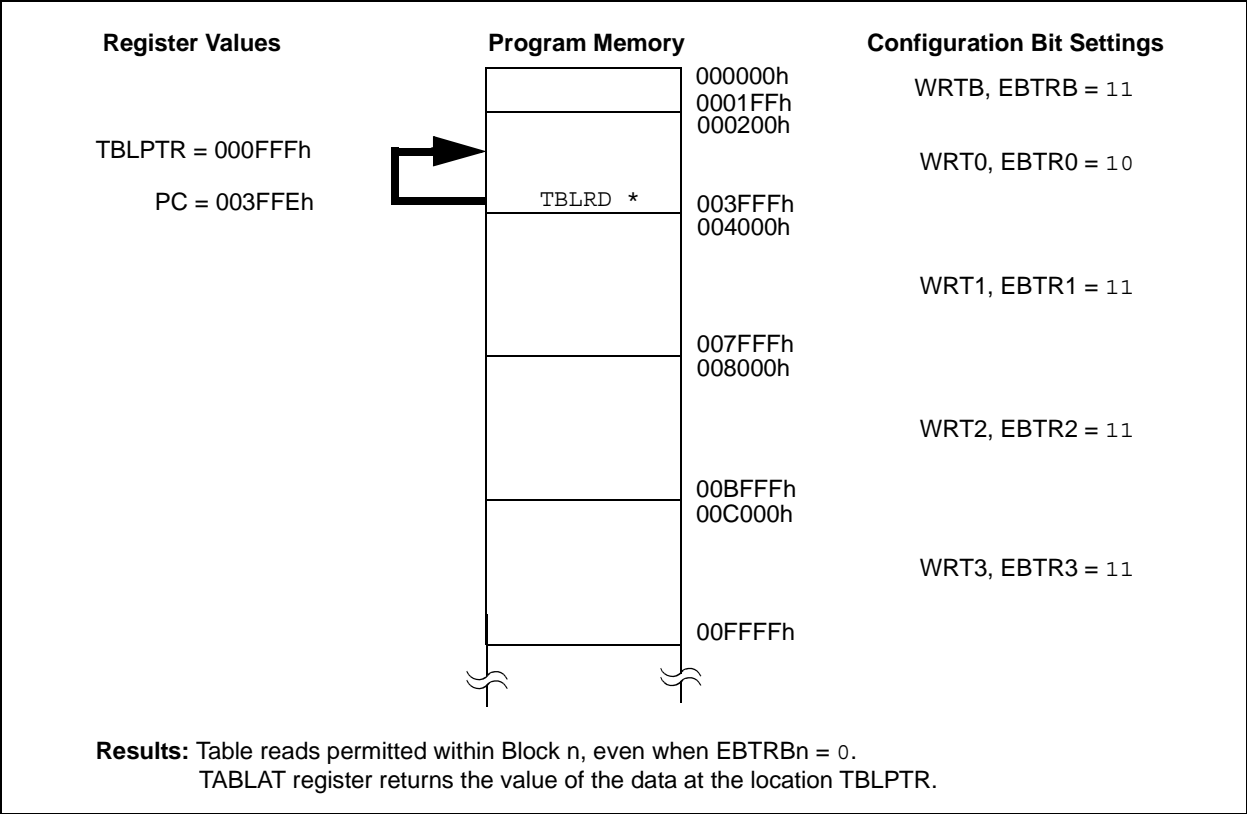 Register Values
Program Memory
Configuration Bit Settings
000000h
WRTB, EBTRB = 11
0001FFh
000200h
TBLPTR = 000FFFh
WRT0, EBTR0 = 10
PC = 003FFEh
TBLRD *
003FFFh
004000h
WRT1, EBTR1 = 11
007FFFh
008000h
WRT2, EBTR2 = 11
00BFFFh
00C000h
WRT3, EBTR3 = 11
00FFFFh
Results: Table reads permitted within Block n, even when EBTRBn = 0.
TABLAT register returns the value of the data at the location TBLPTR.